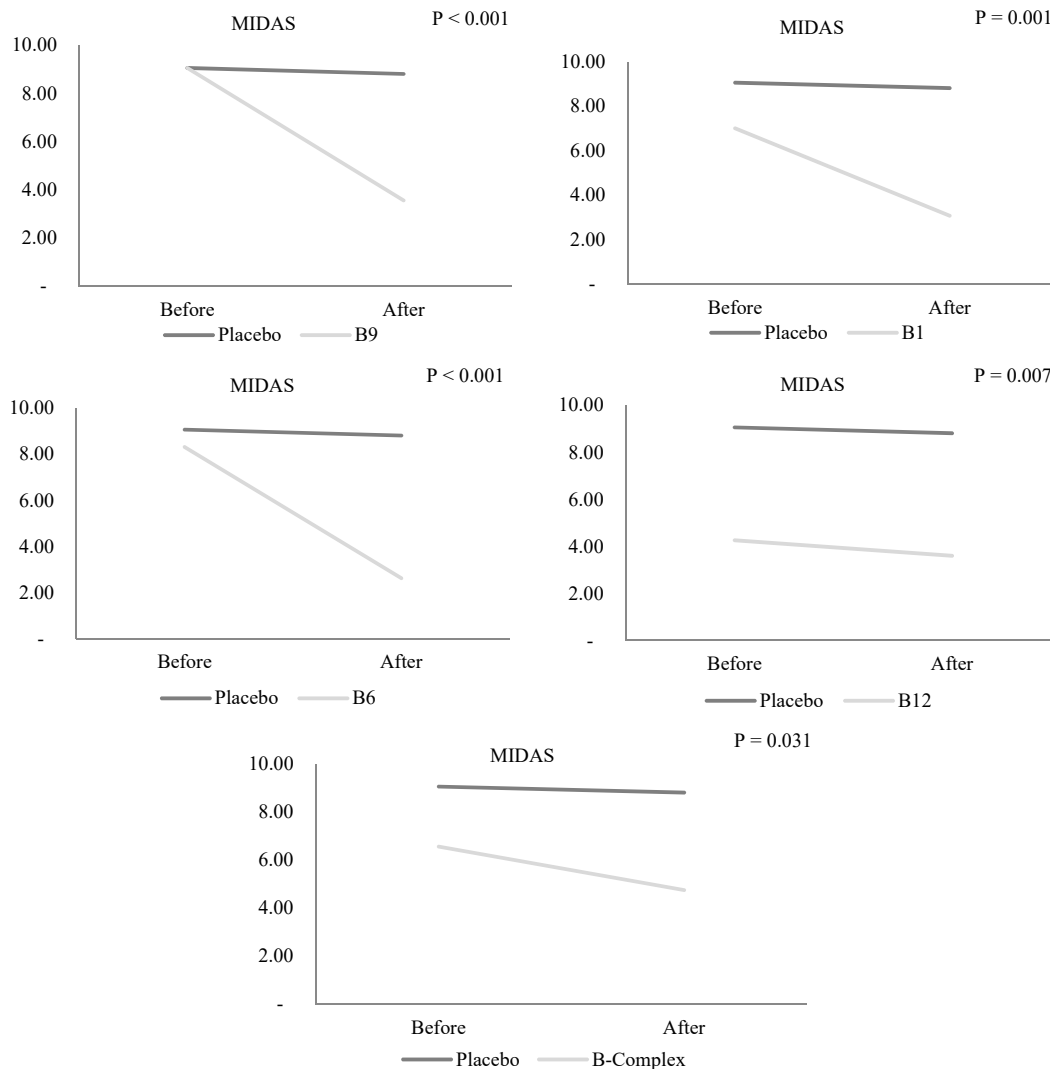 MIDAS
P < 0.001
10.00
8.00
6.00
4.00
2.00
-
Before After
Placebo B9
MIDAS
P = 0.001
10.00
8.00
6.00
4.00
2.00
-
Before After
Placebo B1
MIDAS
P < 0.001
10.00
8.00
6.00
4.00
2.00
-
Before After
Placebo B6
MIDAS
P = 0.007
10.00
8.00
6.00
4.00
2.00
-
Before After
Placebo B12
MIDAS
P = 0.031
10.00
8.00
6.00
4.00
2.00
-
Before After
Placebo B-Complex